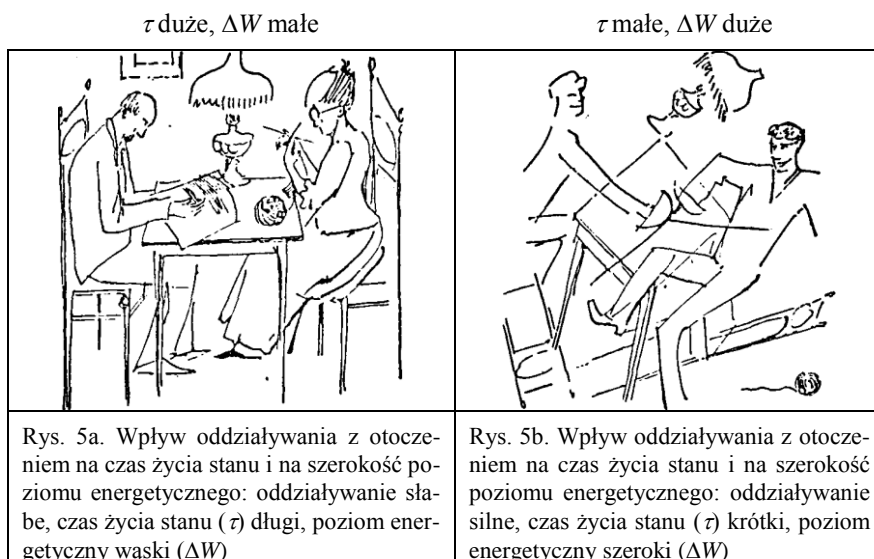 τ duże, ΔW małe
τ małe, ΔW duże
Rys. 5a. Wpływ oddziaływania z otocze-
niem na czas życia stanu i na szerokość po-
ziomu energetycznego: oddziaływanie sła-
be, czas życia stanu (τ) długi, poziom ener-
getyczny wąski (ΔW)
Rys. 5b. Wpływ oddziaływania z otocze-
niem na czas życia stanu i na szerokość
poziomu energetycznego: oddziaływanie
silne, czas życia stanu (τ) krótki, poziom
energetyczny szeroki (ΔW)